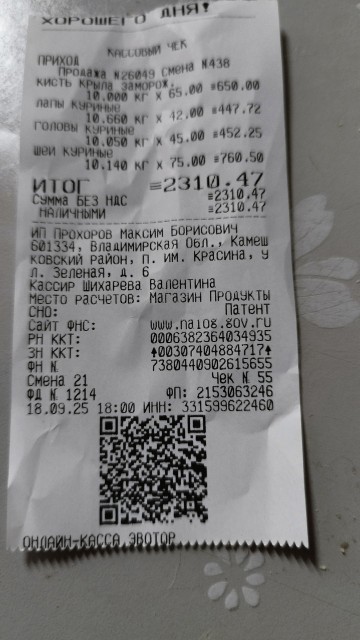 ХОРОШЕГО ДНЯ!
КАССОВЫЙ ЧЕК
ПРИХОД
Продажа №26049 Смена №438
КИСТЬ КРЫЛА ЗАМОРОЖ.
10.000 КГ x 65.00 ≡650.00
ЛАПЫ КУРИНЫЕ
10.660 КГ x 42.00 ≡447.72
ГОЛОВЫ КУРИНЫЕ
10.050 КГ x 45.00 ≡452.25
ШЕИ КУРИНЫЕ
10.140 КГ x 75.00 ≡760.50
ИТОГ ≡2310.47
СУММА БЕЗ НДС ≡2310.47
НАЛИЧНЫМИ ≡2310.47
ИП ПРОХОРОВ МАКСИМ БОРИСОВИЧ
601334, ВЛАДИМИРСКАЯ ОБЛ., КАМЕШ
КОВСКИЙ РАЙОН, П. ИМ. КРАСИНА, У
Л. ЗЕЛЕНАЯ, Д. 6
КАССИР ШИХАРЕВА ВАЛЕНТИНА
МЕСТО РАСЧЕТОВ: МАГАЗИН ПРОДУКТЫ
СНО: Патент
Сайт ФНС: www.nalog.gov.ru
РН ККТ: 0006382364034935
ЗН ККТ: ↑00307404884717↑
ФН № 7380440902615655
Смена 21 Чек № 55
ФД № 1214 ФП: 2153063246
18.09.25 18:00 ИНН: 331599622460
ОНЛАЙН-КАССА ЭВОТОР